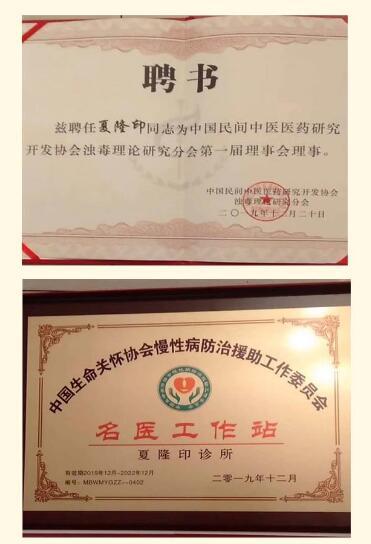 聘书
兹聘任夏隆印同志为中国民间中医医药研究
开发协会浊毒理论研究分会第一届理事会理事。
中国民间中医医药研究开发协会
浊毒理论研究分会
二〇一九年十二月二十日
中国生命关怀协会慢性病防治援助工作委员会
名医工作站
夏隆印诊所
有效期2019年12月-2022年12月
编号：MBWMYGZZ--0402
二零一九年十二月